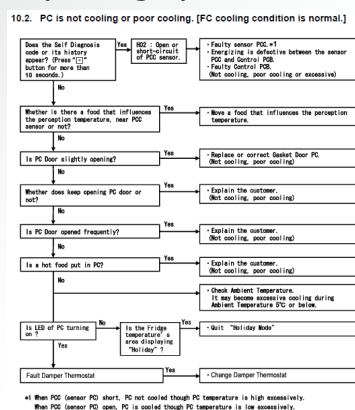 10.2. PC is not cooling or poor cooling. [FC cooling condition is normal.]
Does the Self Diagnosis
code or its history
appear? (Press "[-]"
button for more
than 10 seconds.)
Yes
H02 : Open or
short-circuit
of PCC sensor.
・Faulty sensor PCC. *1
・Energizing is defective between the sensor
PCC and Control PCB.
・Faulty Control PCB.
(Not cooling, poor cooling or excessive)
No
Whether is there a food that influences
the perception temperature, near PCC
sensor or not?
Yes
・Move a food that influences the perception
temperature.
No
Is PC Door slightly opening?
Yes
・Replace or correct Gasket Door PC.
(Not cooling, poor cooling)
No
Whether does keep opening PC door or
not?
Yes
・Explain the customer.
(Not cooling, poor cooling)
No
Is PC Door opened frequently?
Yes
・Explain the customer.
(Not cooling, poor cooling)
No
Is a hot food put in PC?
Yes
・Explain the customer.
(Not cooling, poor cooling)
No
・Check Ambient Temperature.
It may become excessive cooling during
Ambient Temperature 5℃ or below.
Is LED of PC turning
on ?
No
Is the Fridge
temperature's
area displaying
"Holiday" ?
Yes
・Quit "Holiday Mode"
Yes
Fault Damper Thermostat
Yes
・Change Damper Thermostat
*1 When PCC (sensor PC) short, PC not cooled though PC temperature is high excessively.
When PCC (sensor PC) open, PC is cooled though PC temperature is low excessively.